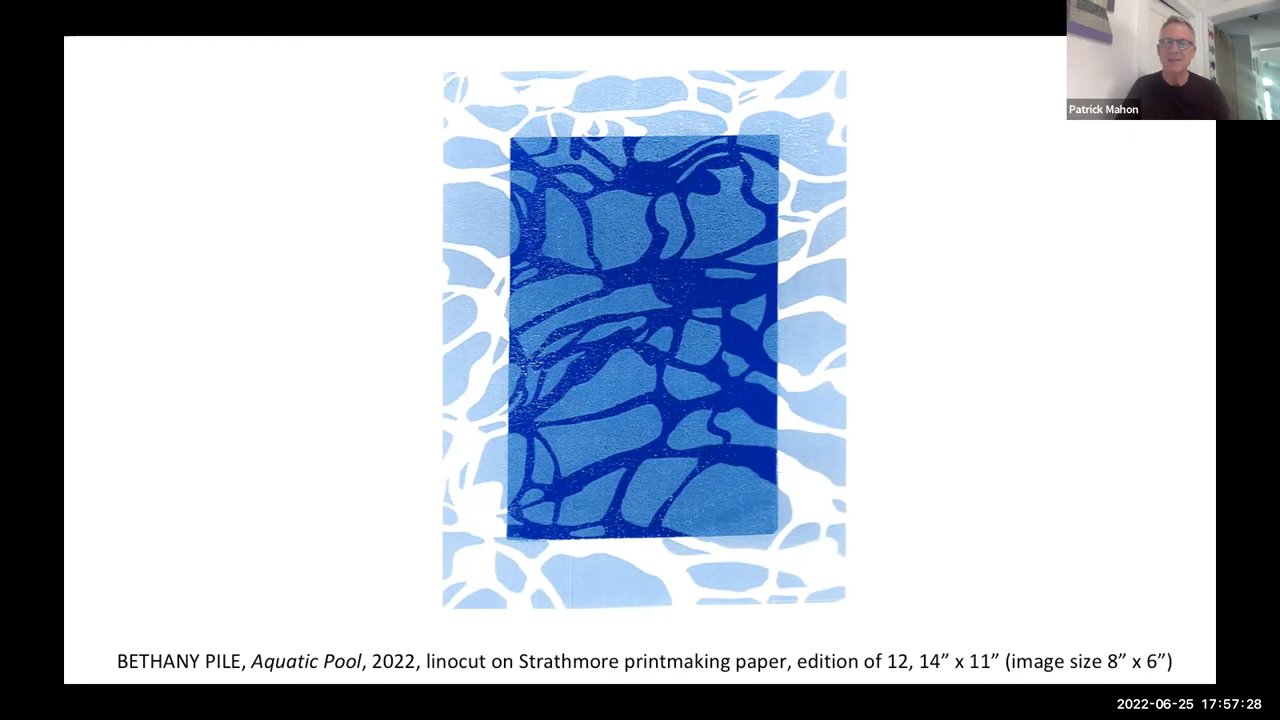 Patrick Mahon
BETHANY PILE, Aquatic Pool, 2022, linocut on Strathmore printmaking paper, edition of 12, 14” x 11” (image size 8” x 6”)
2022-06-25 17:57:28